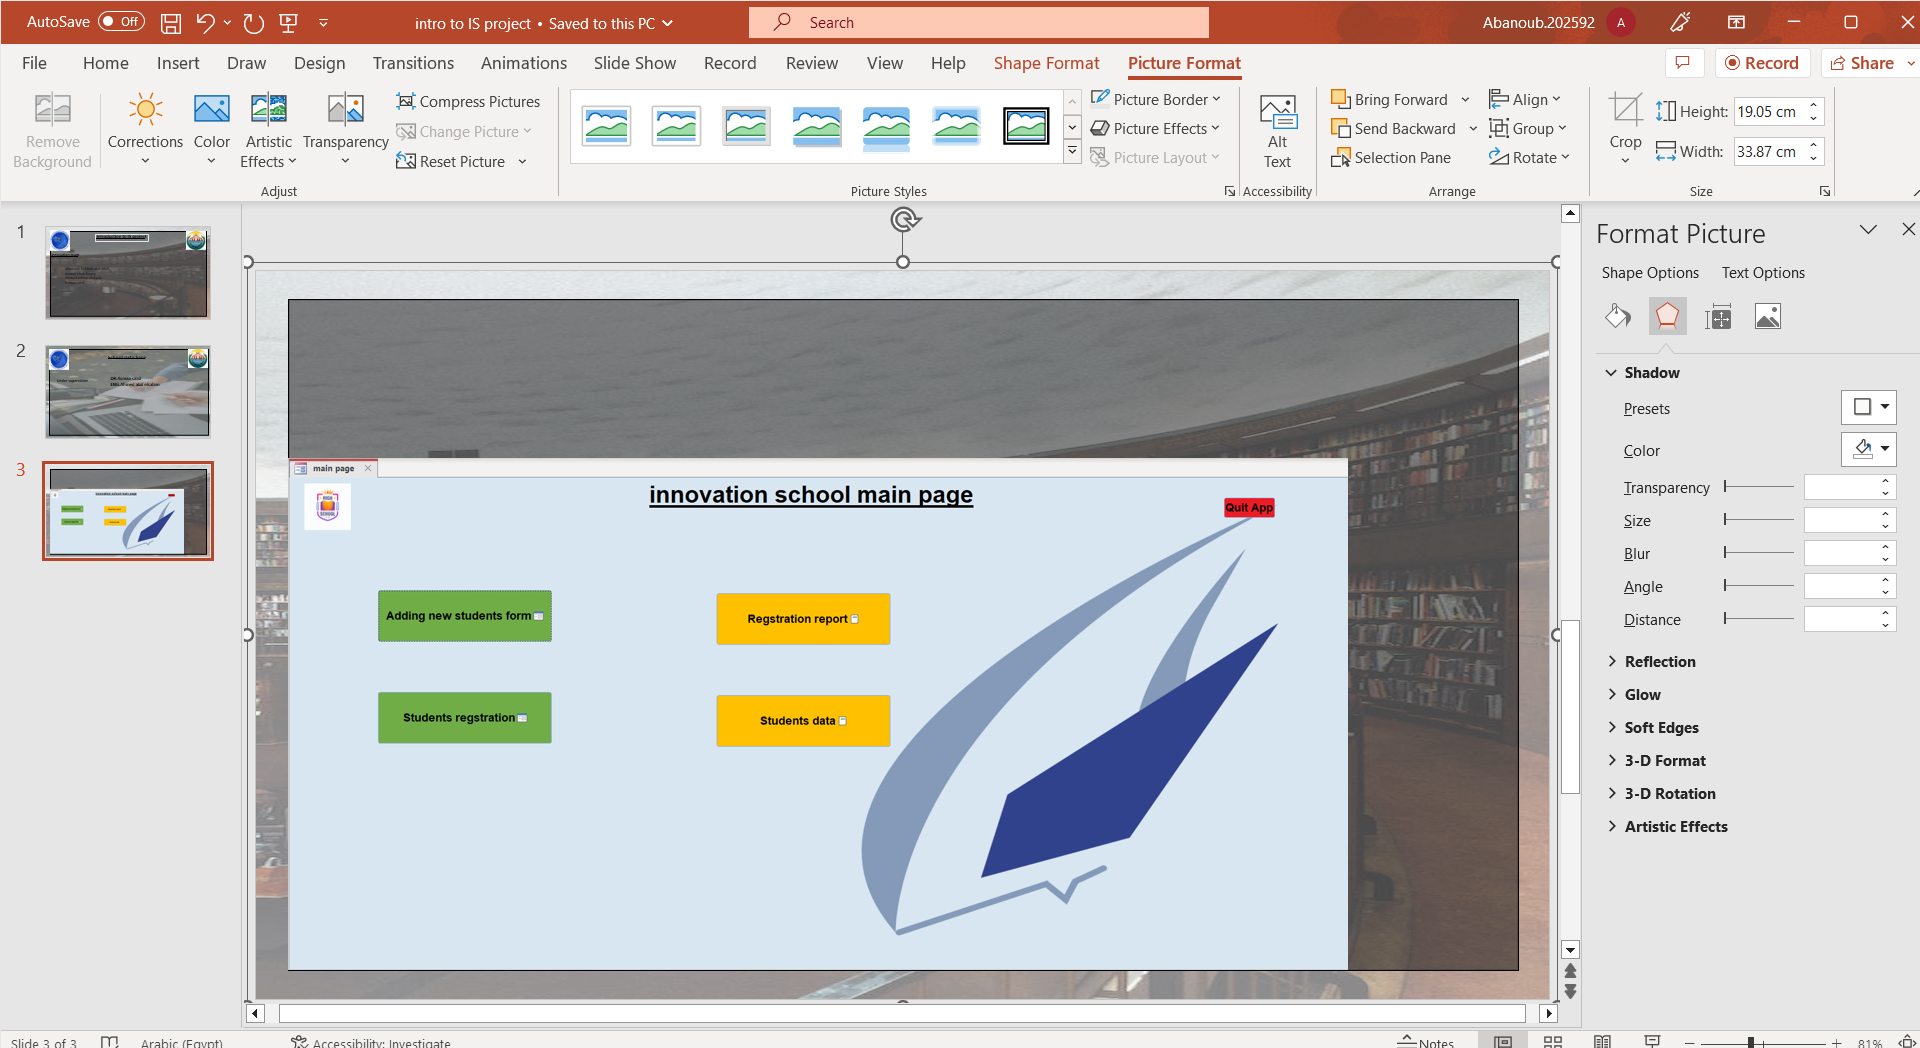 AutoSave Off intro to IS project • Saved to this PC Search Abanoub.202592 A
File Home Insert Draw Design Transitions Animations Slide Show Record Review View Help Shape Format Picture Format Record Share
Remove Background
Corrections
Color
Artistic Effects
Transparency
Compress Pictures
Change Picture
Reset Picture
Adjust
Picture Styles
Picture Border
Picture Effects
Picture Layout
Alt Text
Accessibility
Bring Forward
Send Backward
Selection Pane
Align
Group
Rotate
Arrange
Crop
Height: 19.05 cm
Width: 33.87 cm
Size
1
2
3
main page
HIGH SCHOOL
innovation school main page
Quit App
Adding new students form
Regstration report
Students regstration
Students data
Format Picture
Shape Options Text Options
Shadow
Presets
Color
Transparency
Size
Blur
Angle
Distance
Reflection
Glow
Soft Edges
3-D Format
3-D Rotation
Artistic Effects
Slide 3 of 3 Arabic (Egypt) Accessibility: Investigate Notes 81%